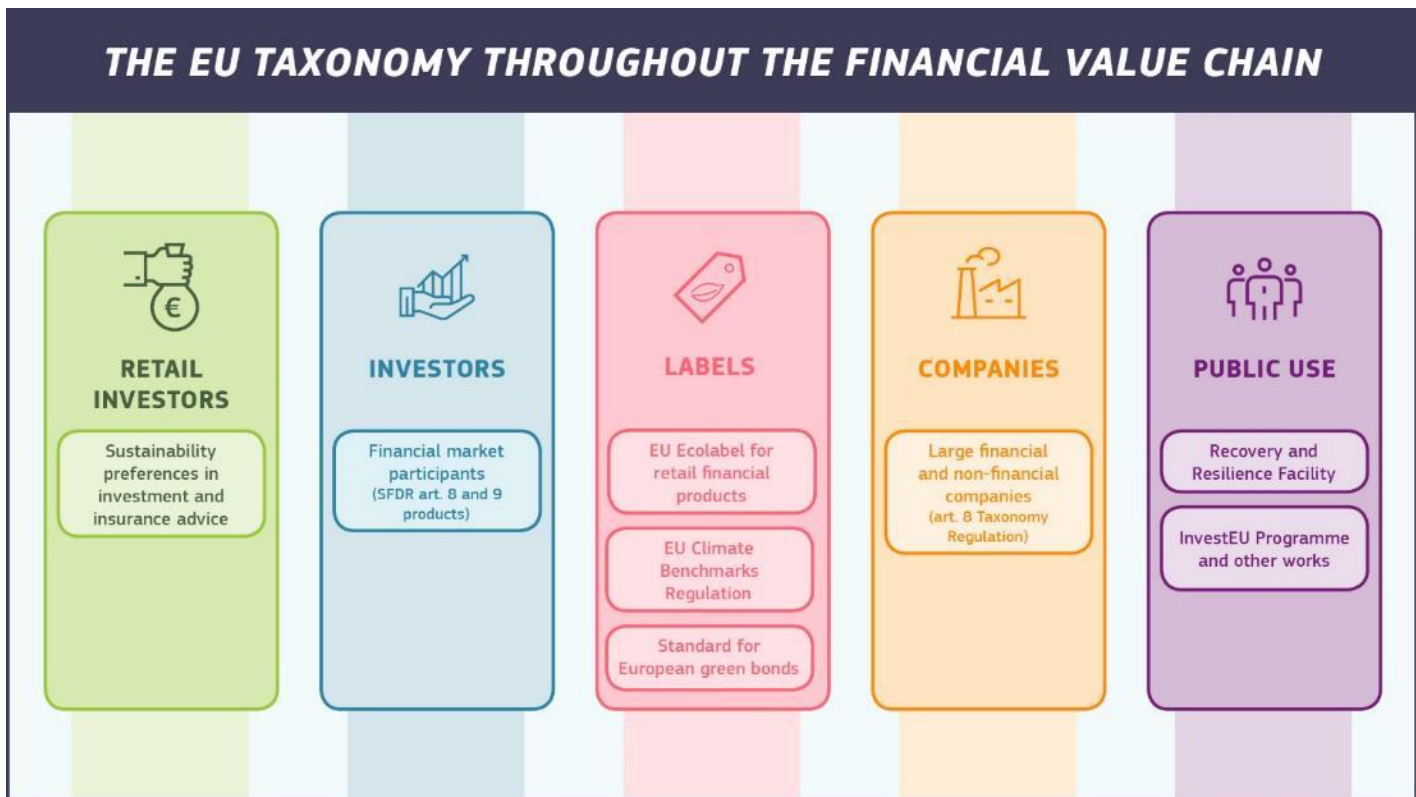 THE EU TAXONOMY THROUGHOUT THE FINANCIAL VALUE CHAIN
€
RETAIL
INVESTORS
Sustainability
preferences in
investment and
insurance advice
INVESTORS
Financial market
participants
(SFDR art. 8 and 9
products)
LABELS
EU Ecolabel for
retail financial
products
EU Climate
Benchmarks
Regulation
Standard for
European green bonds
COMPANIES
Large financial
and non-financial
companies
(art. 8 Taxonomy
Regulation)
PUBLIC USE
Recovery and
Resilience Facility
InvestEU Programme
and other works